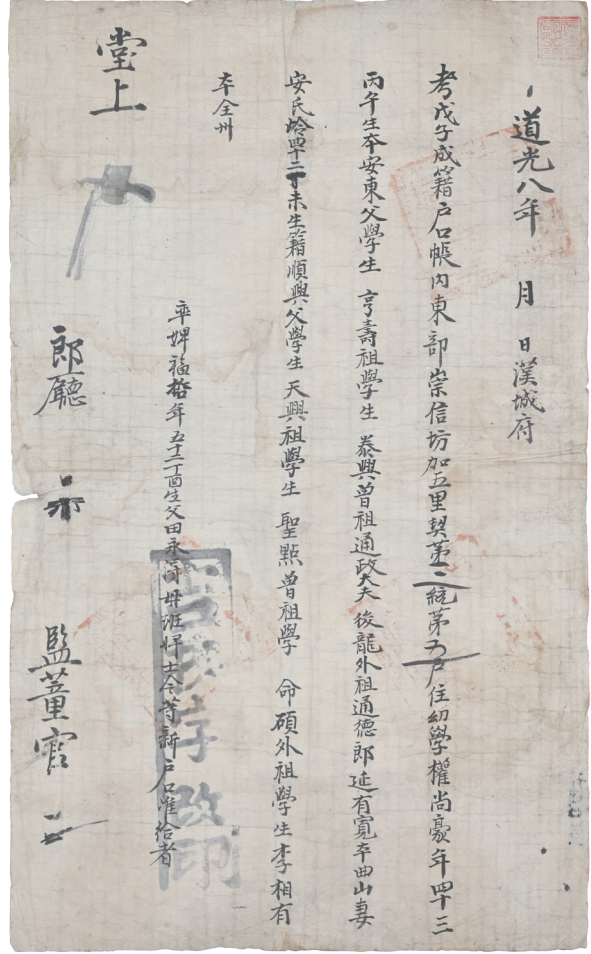 道光八年 月 日漢城府
考戊子成籍戶口帳內東部崇信坊加五里契第二統第五戶住幼學權尚豪年四十三
丙午生本安東父學生 亨壽祖學生 泰興曾祖通政大夫 後龍外祖通德郎延有寬本曲山妻
安氏齡四十二丁未生籍順興父學生 天興祖學生 聖點曾祖學 命碩外祖學生李相有
本全州
率婢福 年五十二丁酉生父田永 母班婢士今等新戶口准給者
堂上
郎廳
監董官
改印